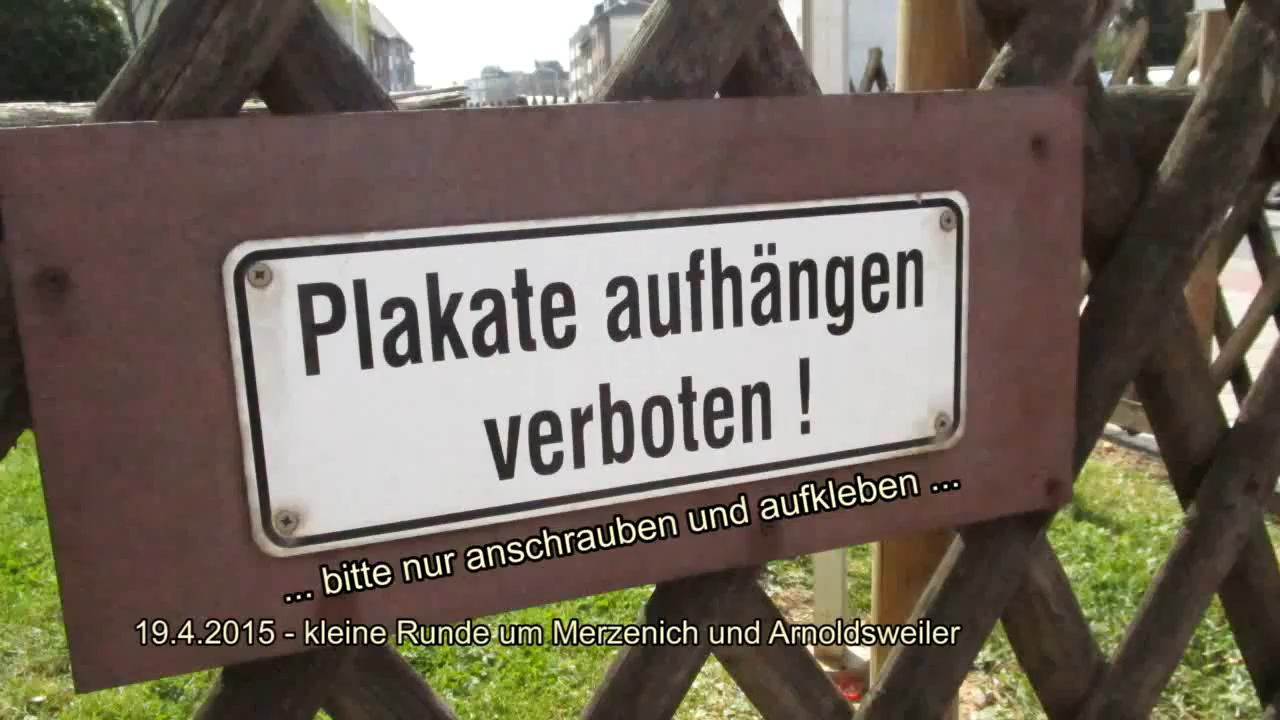 Plakate aufhängen
verboten !
... bitte nur anschrauben und aufkleben ...
19.4.2015 - kleine Runde um Merzenich und Arnoldsweiler